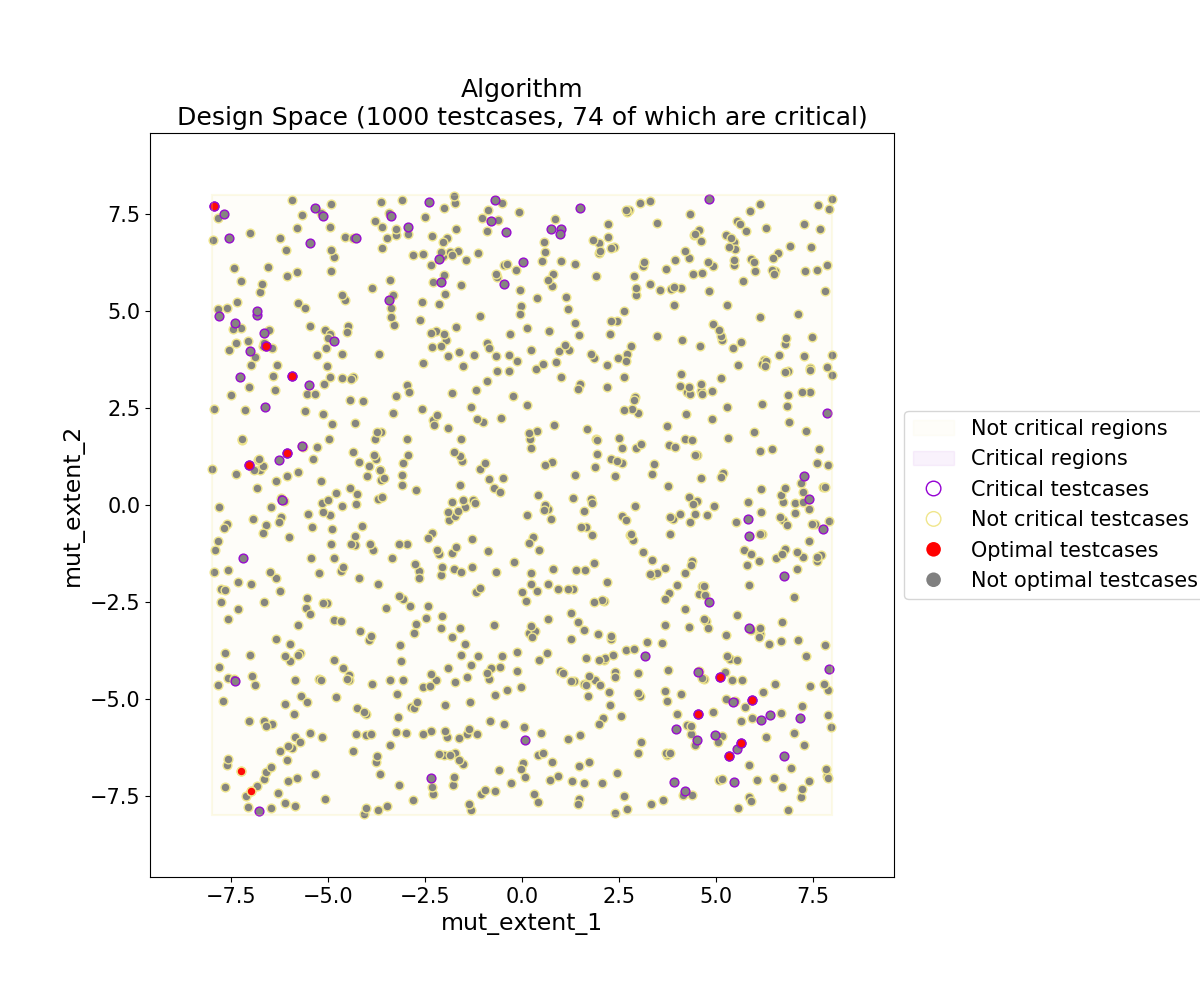 Algorithm
Design Space (1000 testcases, 74 of which are critical)
7.5
5.0
2.5
0.0
−2.5
−5.0
−7.5
mut_extent_2
−7.5
−5.0
−2.5
0.0
2.5
5.0
7.5
mut_extent_1
Not critical regions
Critical regions
Critical testcases
Not critical testcases
Optimal testcases
Not optimal testcases